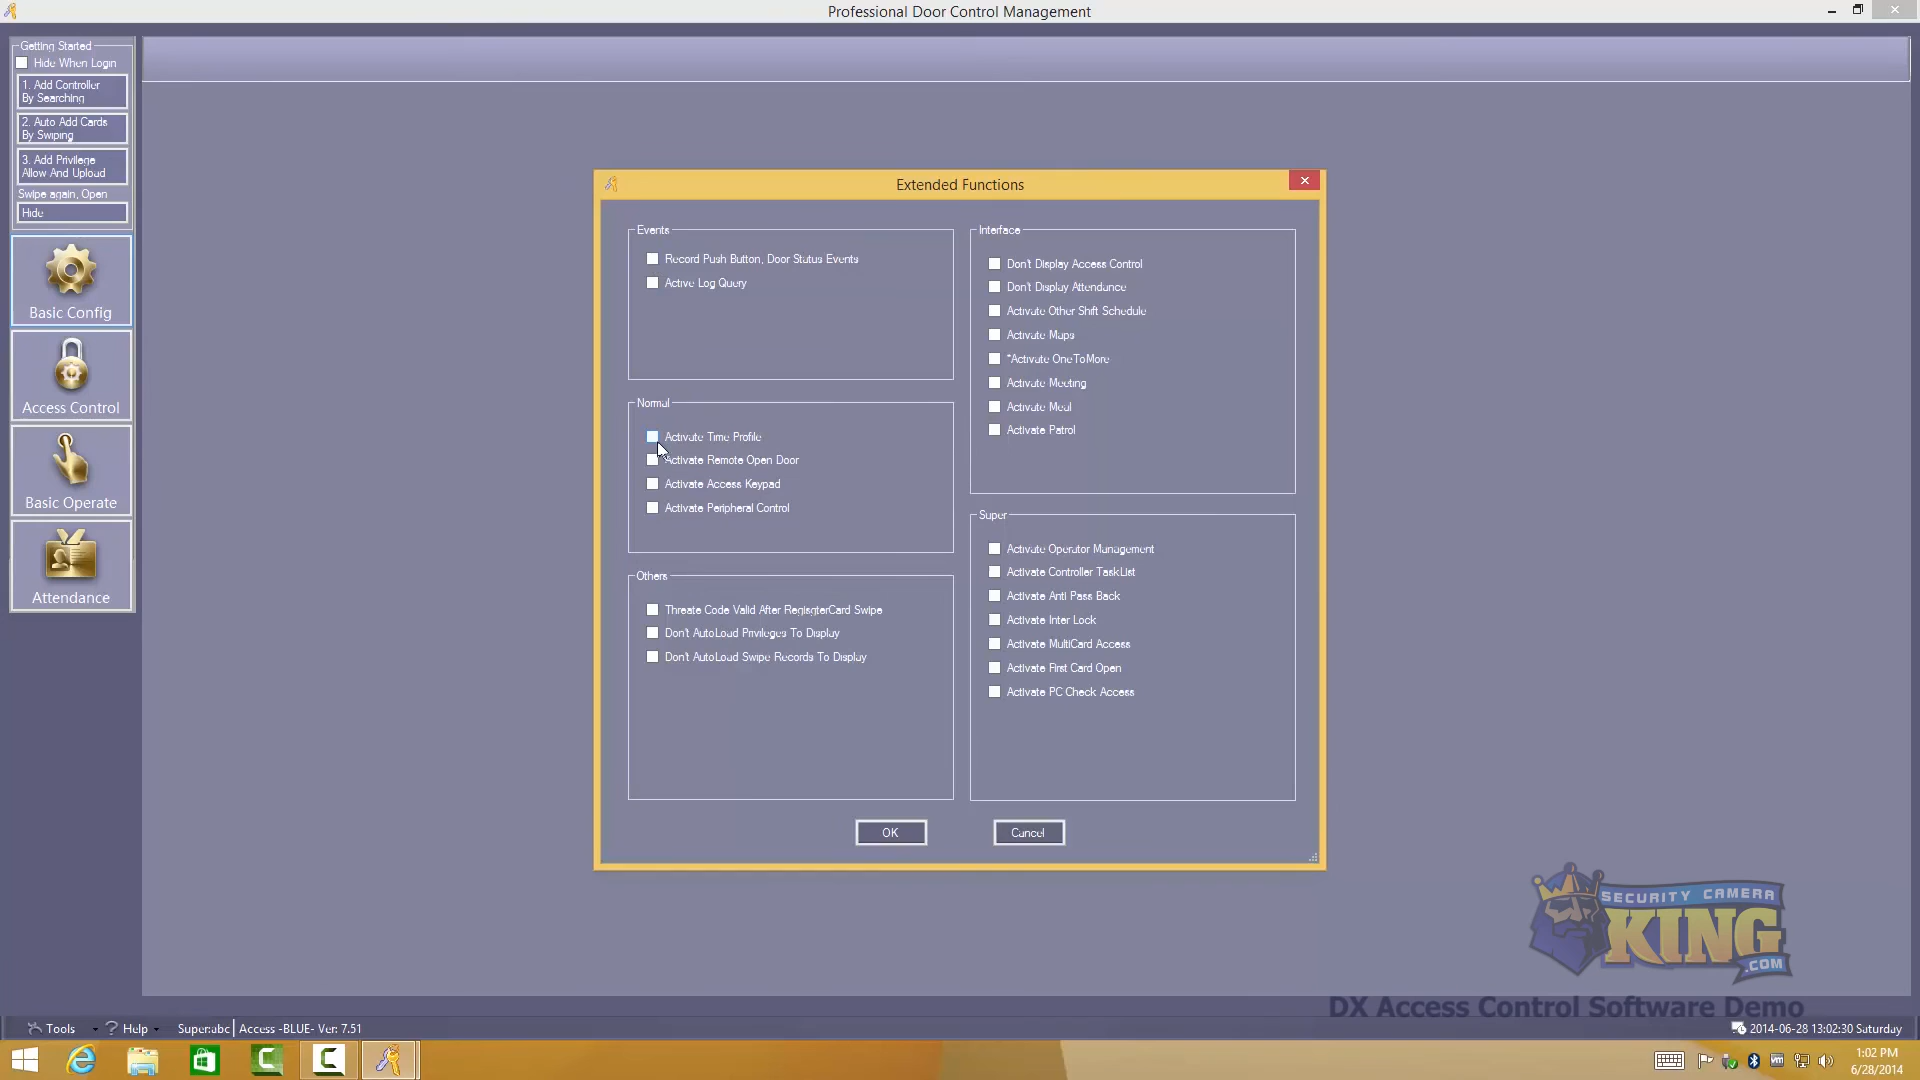 Professional Door Control Management
Getting Started
Hide When Login
1. Add Controller
By Searching
2. Auto Add Cards
By Swiping
3. Add Privilege
Allow And Upload
Swipe again, Open
Hide
Basic Config
Access Control
Basic Operate
Attendance
Extended Functions
Events
Record Push Button, Door Status Events
Active Log Query
Normal
Activate Time Profile
Activate Remote Open Door
Activate Access Keypad
Activate Peripheral Control
Others
Threate Code Valid After RegisgterCard Swipe
Don't AutoLoad Privileges To Display
Don't AutoLoad Swipe Records To Display
Interface
Don't Display Access Control
Don't Display Attendance
Activate Other Shift Schedule
Activate Maps
*Activate OneToMore
Activate Meeting
Activate Meal
Activate Patrol
Super
Activate Operator Management
Activate Controller TaskList
Activate Anti Pass Back
Activate Inter Lock
Activate MultiCard Access
Activate First Card Open
Activate PC Check Access
OK
Cancel
SECURITY CAMERA
KING
.COM
DX Access Control Software Demo
Tools
Help
Super:abc
Access -BLUE- Ver: 7.51
2014-06-28 13:02:30 Saturday
1:02 PM
6/28/2014